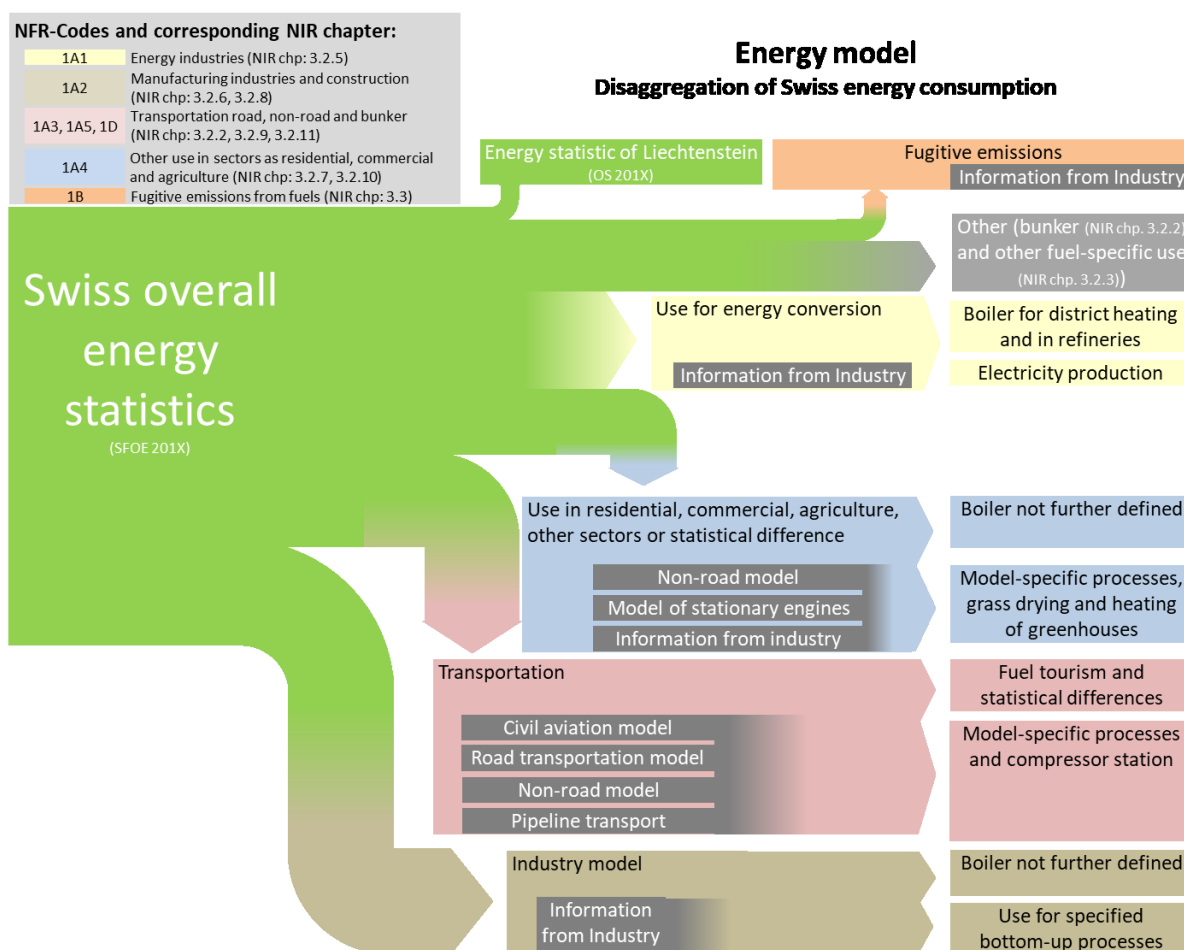 NFR-Codes and corresponding NIR chapter:
1A1 Energy industries (NIR chp: 3.2.5)
1A2 Manufacturing industries and construction
(NIR chp: 3.2.6, 3.2.8)
1A3, 1A5, 1D Transportation road, non-road and bunker
(NIR chp: 3.2.2, 3.2.9, 3.2.11)
1A4 Other use in sectors as residential, commercial
and agriculture (NIR chp: 3.2.7, 3.2.10)
1B Fugitive emissions from fuels (NIR chp: 3.3)
Energy model
Disaggregation of Swiss energy consumption
Energy statistic of Liechtenstein
(OS 201X)
Fugitive emissions
Information from Industry
Other (bunker (NIR chp. 3.2.2)
and other fuel-specific use
(NIR chp. 3.2.3))
Swiss overall
energy
statistics
(SFOE 201X)
Use for energy conversion
Information from Industry
Boiler for district heating
and in refineries
Electricity production
Use in residential, commercial, agriculture,
other sectors or statistical difference
Non-road model
Model of stationary engines
Information from industry
Boiler not further defined
Model-specific processes,
grass drying and heating
of greenhouses
Transportation
Civil aviation model
Road transportation model
Non-road model
Pipeline transport
Fuel tourism and
statistical differences
Model-specific processes
and compressor station
Industry model
Information
from Industry
Boiler not further defined
Use for specified
bottom-up processes